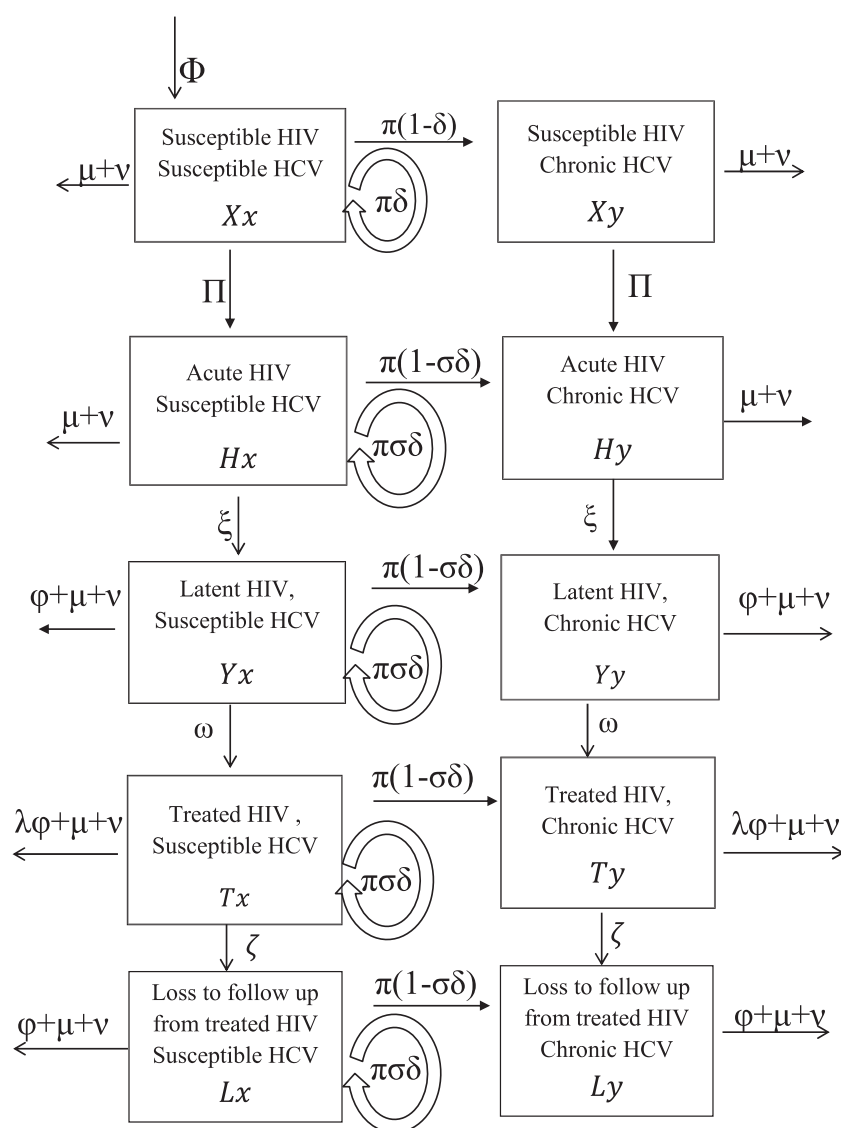 Φ
Susceptible HIV
Susceptible HCV
Xx
π(1-δ)
Susceptible HIV
Chronic HCV
Xy
μ+ν
πδ
μ+ν
Π
Π
Acute HIV
Susceptible HCV
Hx
π(1-σδ)
Acute HIV
Chronic HCV
Hy
μ+ν
πσδ
μ+ν
ξ
ξ
Latent HIV,
Susceptible HCV
Yx
π(1-σδ)
Latent HIV,
Chronic HCV
Yy
φ+μ+ν
πσδ
φ+μ+ν
ω
ω
Treated HIV ,
Susceptible HCV
Tx
π(1-σδ)
Treated HIV,
Chronic HCV
Ty
λφ+μ+ν
πσδ
λφ+μ+ν
ζ
ζ
Loss to follow up
from treated HIV
Susceptible HCV
Lx
π(1-σδ)
Loss to follow up
from treated HIV
Chronic HCV
Ly
φ+μ+ν
πσδ
φ+μ+ν